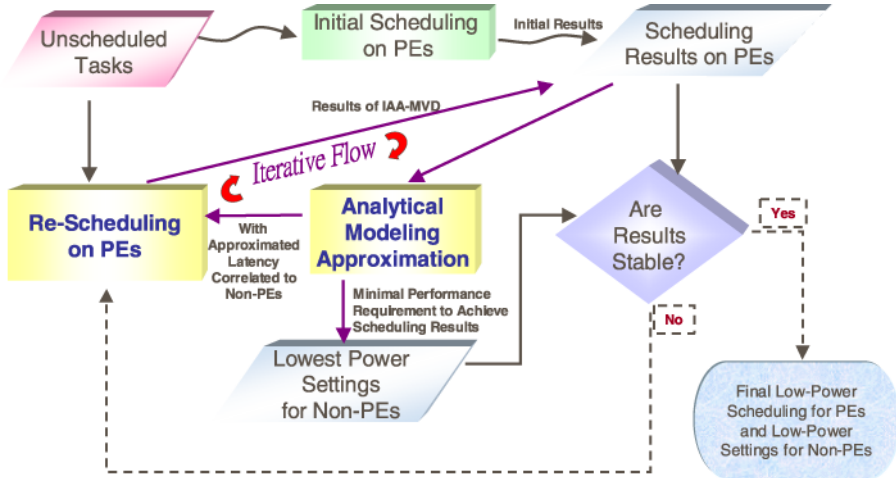 Unscheduled
Tasks
Initial Scheduling
on PEs
Initial Results
Scheduling
Results on PEs
Results of IAA-MVD
Iterative Flow
Re-Scheduling
on PEs
With
Approximated
Latency
Correlated to
Non-PEs
Analytical
Modeling
Approximation
Are
Results
Stable?
Yes
No
Minimal Performance
Requirement to Achieve
Scheduling Results
Lowest Power
Settings
for Non-PEs
Final Low-Power
Scheduling for PEs
and Low-Power
Settings for Non-PEs